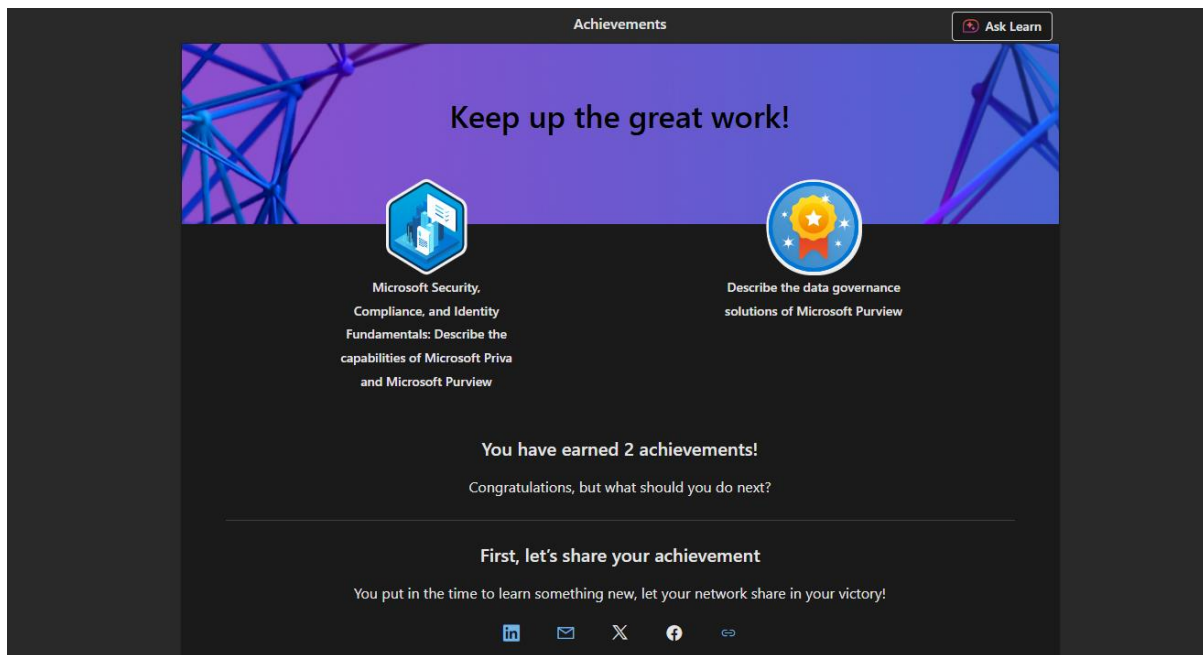 Achievements
Ask Learn
Keep up the great work!
Microsoft Security,
Compliance, and Identity
Fundamentals: Describe the
capabilities of Microsoft Priva
and Microsoft Purview
Describe the data governance
solutions of Microsoft Purview
You have earned 2 achievements!
Congratulations, but what should you do next?
First, let’s share your achievement
You put in the time to learn something new, let your network share in your victory!